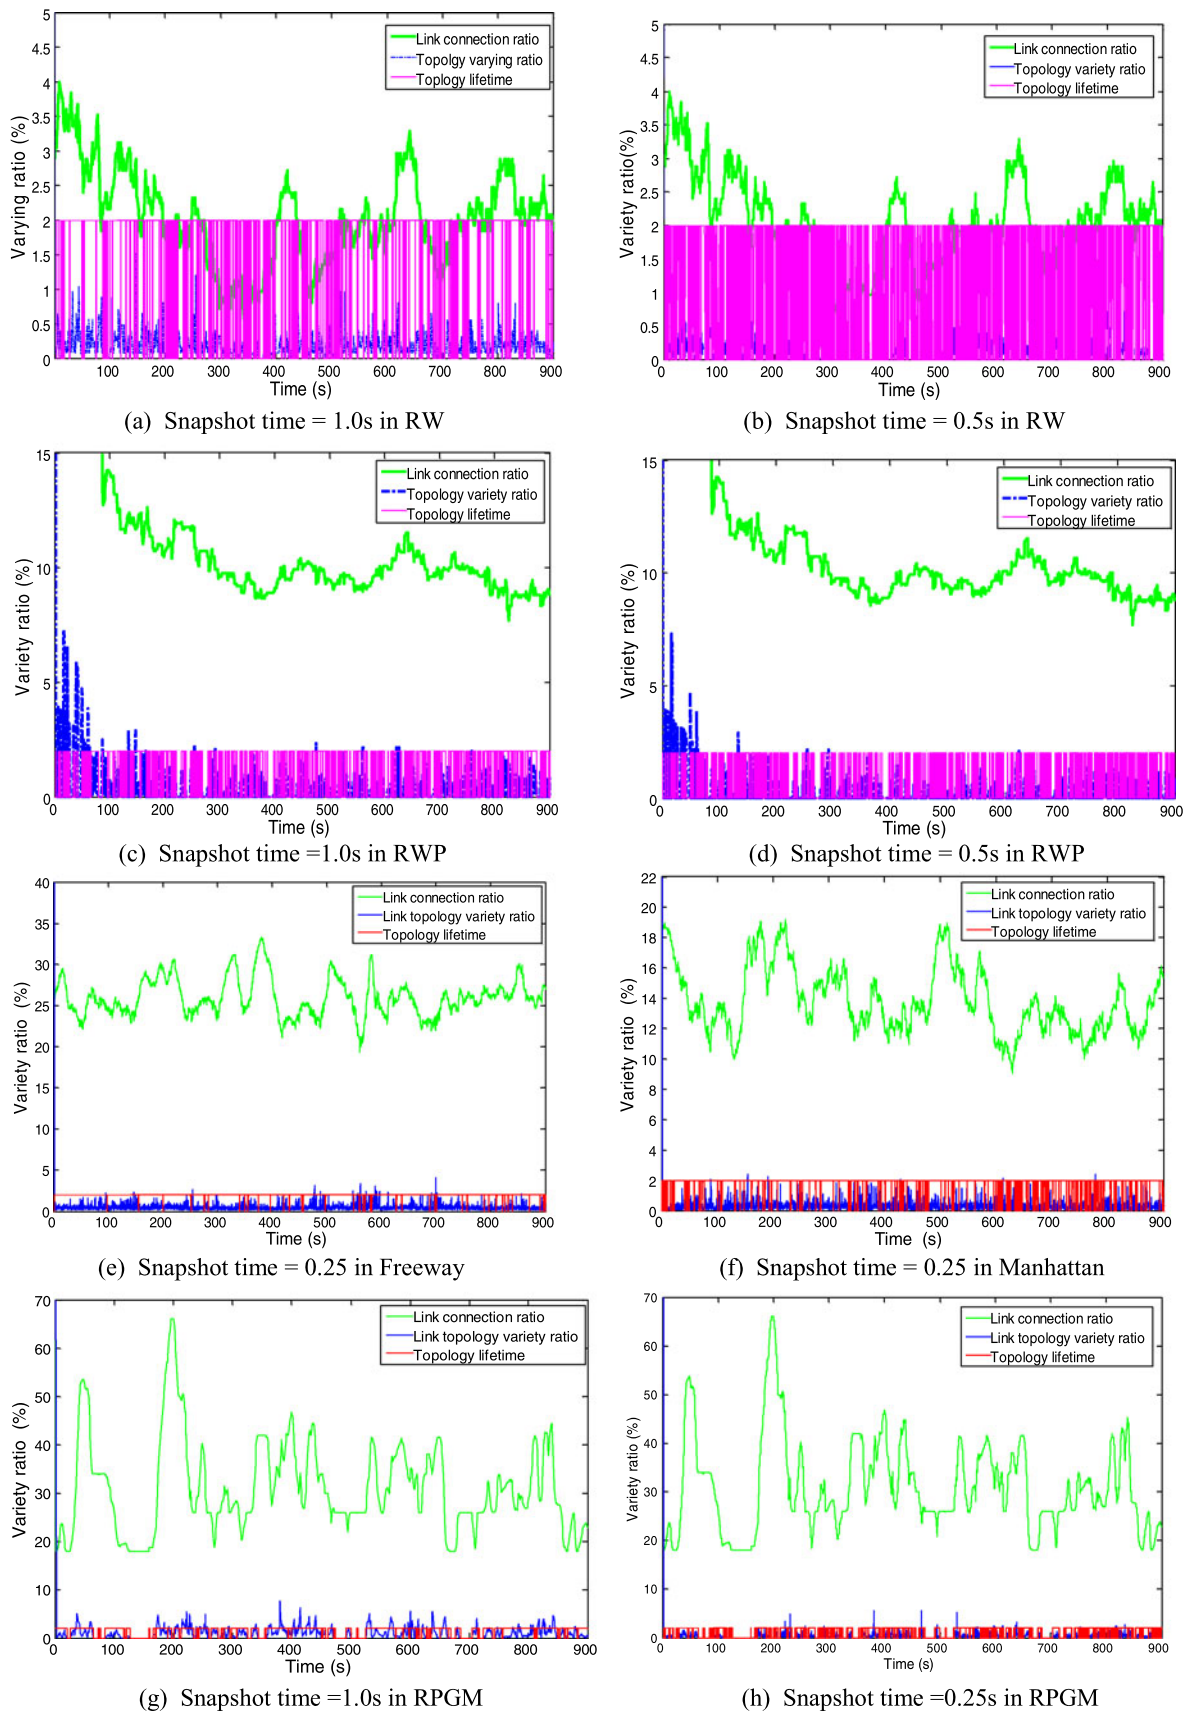 5
4.5
4
3.5
3
2.5
2
1.5
1
0.5
0
Varying ratio (%)
Link connection ratio
Topolgy varying ratio
Toplogy lifetime
100 200 300 400 500 600 700 800 900
Time (s)
(a) Snapshot time = 1.0s in RW
5
4.5
4
3.5
3
2.5
2
1.5
1
0.5
0
Variety ratio(%)
Link connection ratio
Topology variety ratio
Topology lifetime
0 100 200 300 400 500 600 700 800 900
Time (s)
(b) Snapshot time = 0.5s in RW
15
10
5
0
Variety ratio (%)
Link connection ratio
Topology variety ratio
Topology lifetime
0 100 200 300 400 500 600 700 800 900
Time (s)
(c) Snapshot time =1.0s in RWP
15
10
5
0
Variety ratio (%)
Link connection ratio
Topology variety ratio
Topology lifetime
0 100 200 300 400 500 600 700 800 900
Time (s)
(d) Snapshot time = 0.5s in RWP
40
35
30
25
20
15
10
5
0
Variety ratio (%)
Link connection ratio
Link topology variety ratio
Topology lifetime
0 100 200 300 400 500 600 700 800 900
Time (s)
(e) Snapshot time = 0.25 in Freeway
22
20
18
16
14
12
10
8
6
4
2
0
Variety ratio (%)
Link connection ratio
Link topology variety ratio
Topology lifetime
0 100 200 300 400 500 600 700 800 900
Time (s)
(f) Snapshot time = 0.25 in Manhattan
70
60
50
40
30
20
10
0
Variety ratio (%)
Link connection ratio
Link topology variety ratio
Topology lifetime
0 100 200 300 400 500 600 700 800 900
Time (s)
(g) Snapshot time =1.0s in RPGM
70
60
50
40
30
20
10
0
Variety ratio (%)
Link connection ratio
Link topology variety ratio
Topology lifetime
0 100 200 300 400 500 600 700 800 900
Time (s)
(h) Snapshot time =0.25s in RPGM